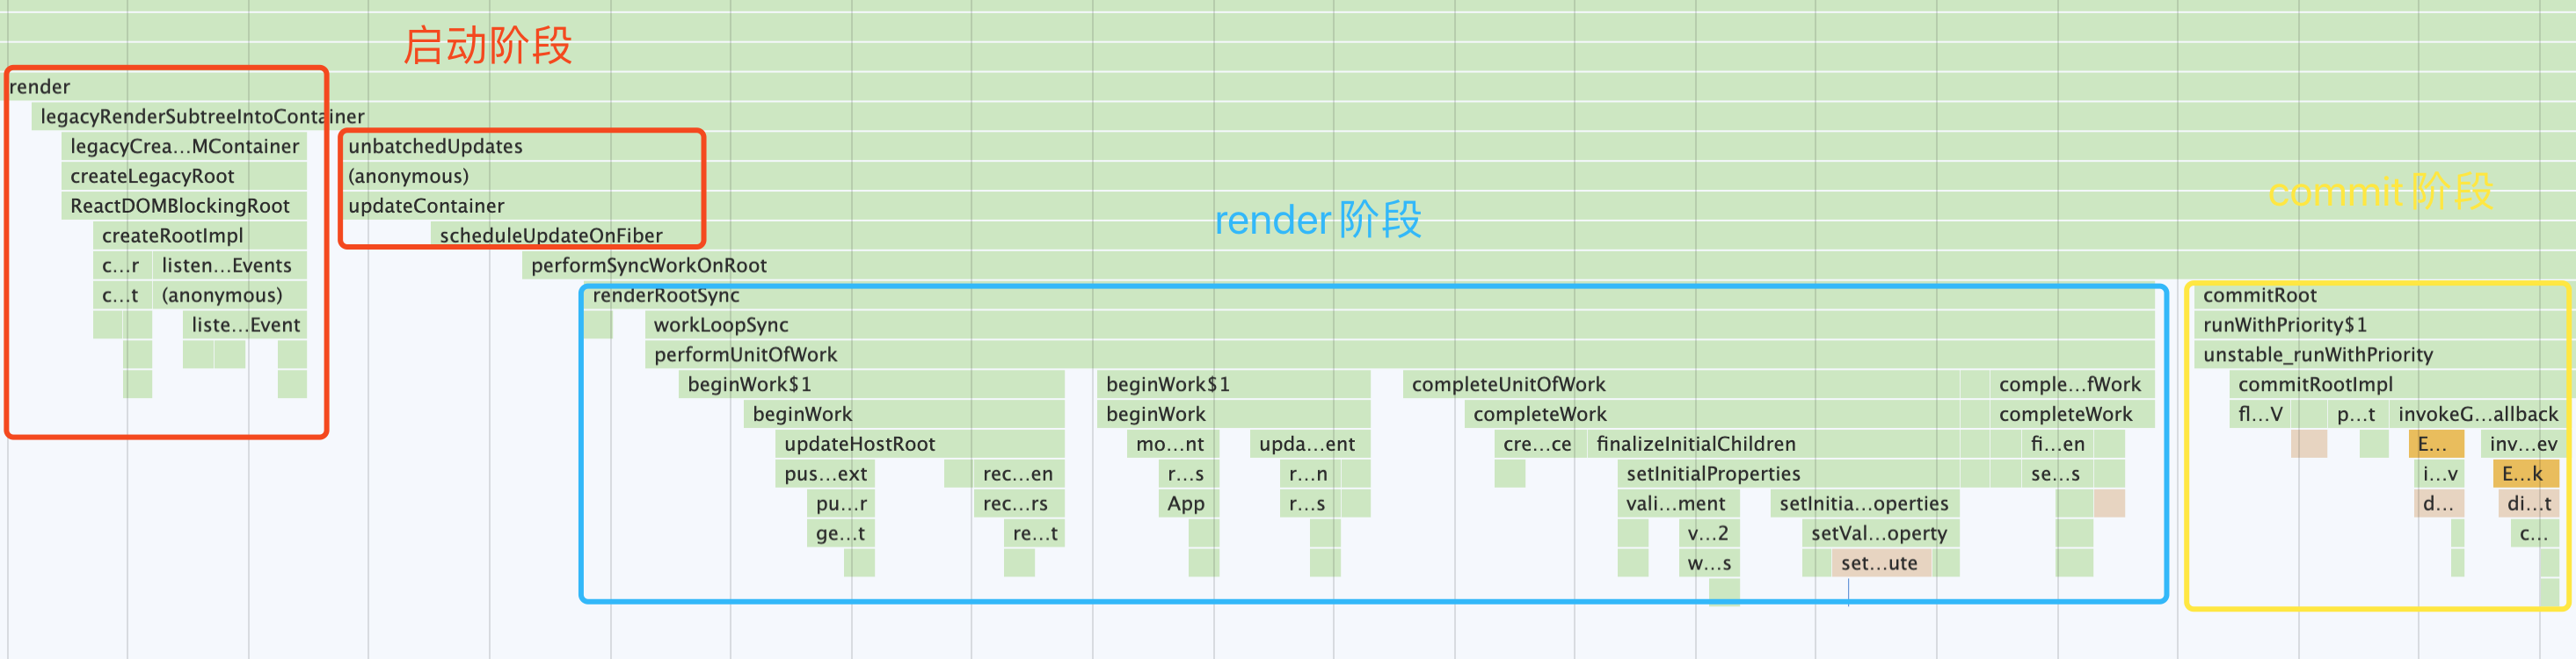 启动阶段
render
legacyRenderSubtreeIntoContainer
legacyCrea...MContainer
unbatchedUpdates
createLegacyRoot
(anonymous)
commit 阶段
ReactDOMBlockingRoot
updateContainer
render 阶段
createRootImpl
scheduleUpdateOnFiber
c...r listen...Events
performSyncWorkOnRoot
c...t (anonymous)
renderRootSync
commitRoot
liste...Event
workLoopSync
runWithPriority$1
performUnitOfWork
unstable_runWithPriority
beginWork$1 beginWork$1 completeUnitOfWork comple...fWork
commitRootImpl
beginWork beginWork completeWork completeWork
fl...V p...t invokeG...allback
updateHostRoot mo...nt upda...ent cre...ce finalizeInitialChildren fi...en
E... inv...ev
pus...ext rec...en r...s r...n setInitialProperties se...s
i...v E...k
pu...r rec...rs App r...s vali...ment setInitia...operties
d... di...t
ge...t re...t v...2 setVal...operty
c...
w...s set...ute